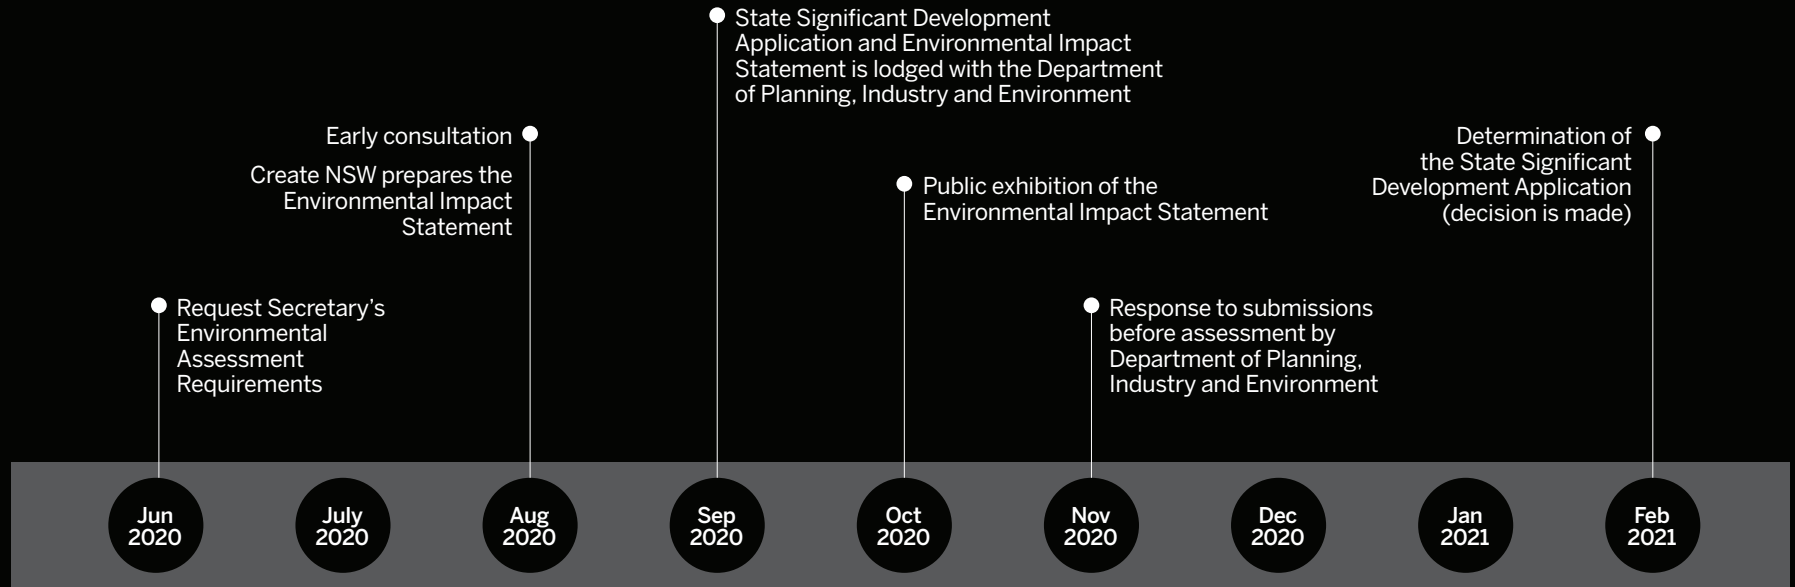 State Significant Development
Application and Environmental Impact
Statement is lodged with the Department
of Planning, Industry and Environment
Early consultation
Create NSW prepares the
Environmental Impact
Statement
Determination of
the State Significant
Development Application
(decision is made)
Public exhibition of the
Environmental Impact Statement
Request Secretary’s
Environmental
Assessment
Requirements
Response to submissions
before assessment by
Department of Planning,
Industry and Environment
Jun
2020
July
2020
Aug
2020
Sep
2020
Oct
2020
Nov
2020
Dec
2020
Jan
2021
Feb
2021